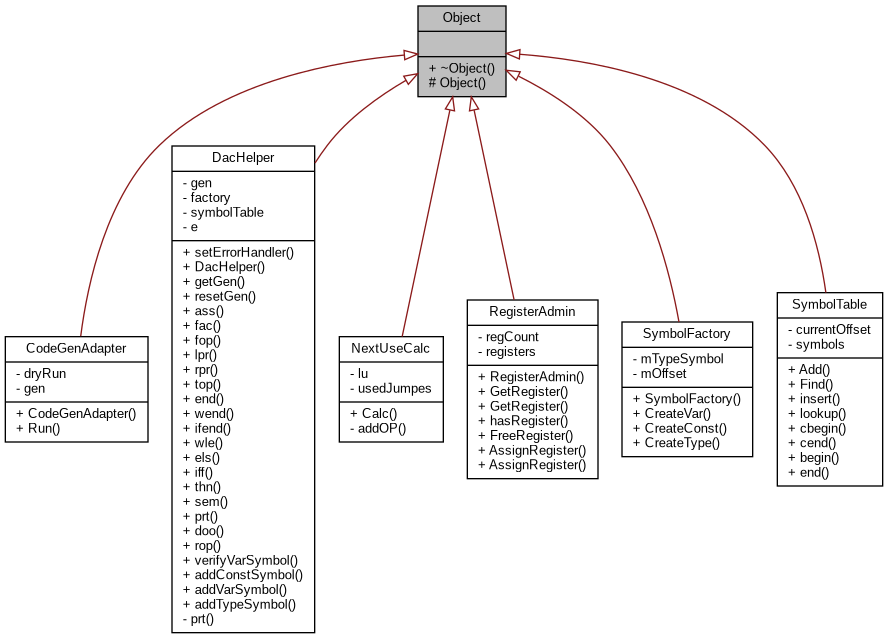 Object
+ ~Object()
# Object()
DacHelper
- gen
- factory
- symbolTable
- e
+ setErrorHandler()
+ DacHelper()
+ getGen()
+ resetGen()
+ ass()
+ fac()
+ fop()
+ lpr()
+ rpr()
+ top()
+ end()
+ wend()
+ ifend()
+ wle()
+ els()
+ iff()
+ thn()
+ sem()
+ prt()
+ doo()
+ rop()
+ verifyVarSymbol()
+ addConstSymbol()
+ addVarSymbol()
+ addTypeSymbol()
- prt()
CodeGenAdapter
- dryRun
- gen
+ CodeGenAdapter()
+ Run()
NextUseCalc
- lu
- usedJumpes
+ Calc()
- addOP()
RegisterAdmin
- regCount
- registers
+ RegisterAdmin()
+ GetRegister()
+ GetRegister()
+ hasRegister()
+ FreeRegister()
+ AssignRegister()
+ AssignRegister()
SymbolFactory
- mTypeSymbol
- mOffset
+ SymbolFactory()
+ CreateVar()
+ CreateConst()
+ CreateType()
SymbolTable
- currentOffset
- symbols
+ Add()
+ Find()
+ insert()
+ lookup()
+ cbegin()
+ cend()
+ begin()
+ end()